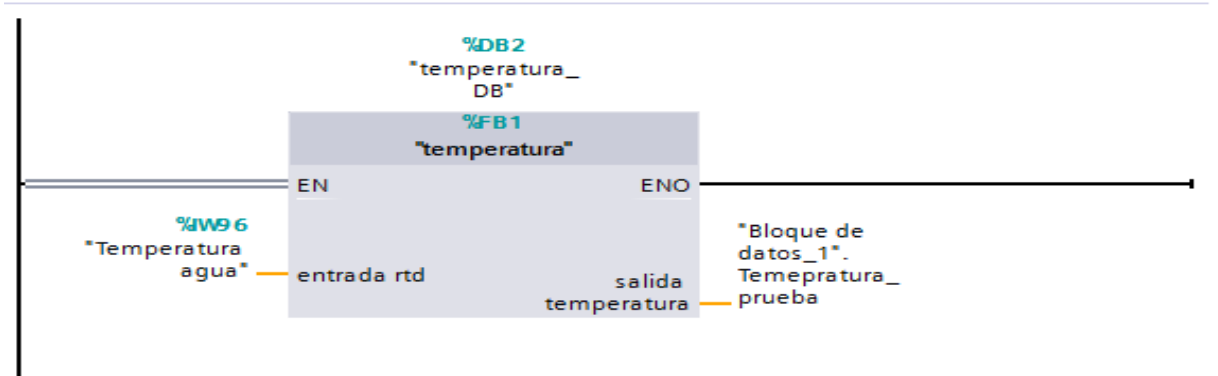 %DB2
"temperatura_
DB"
%FB1
"temperatura"
EN
ENO
%IW96
"Temperatura
agua"
entrada rtd
salida
temperatura
"Bloque de
datos_1".
Temepratura_
prueba